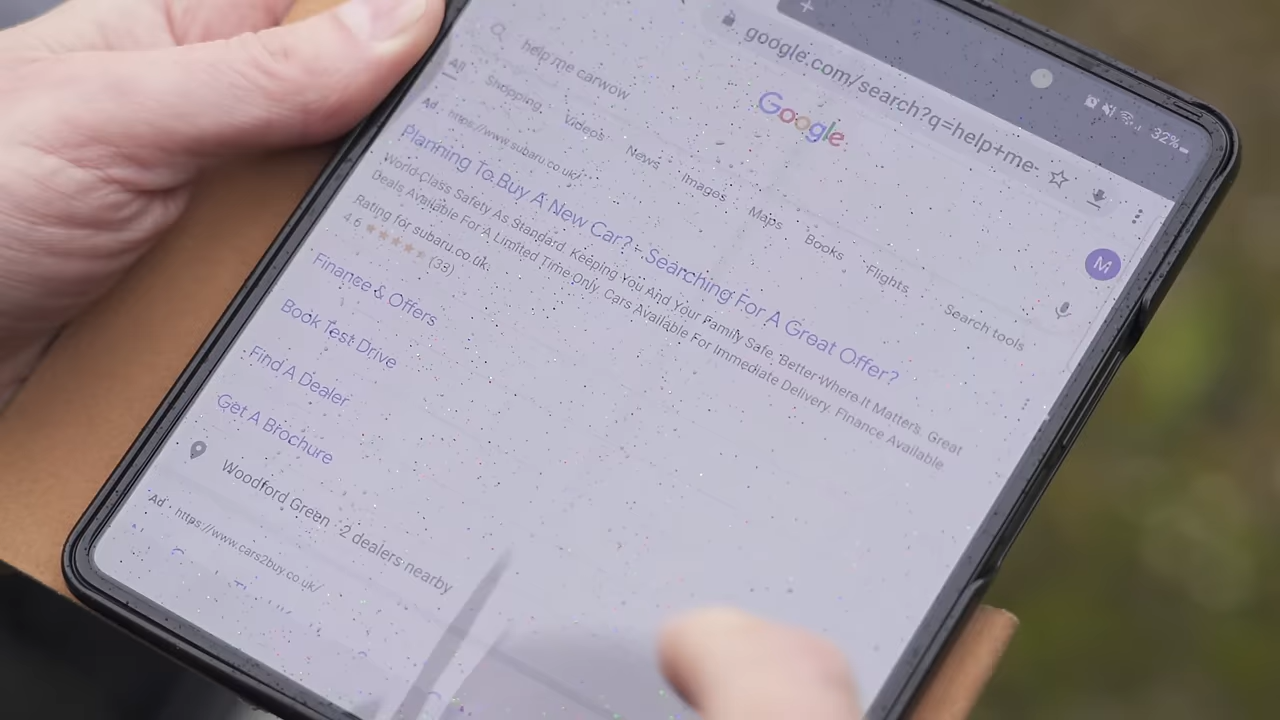 +
32%
google.com/search?q=help+me-
Google
M
help me carwow
All Shopping Videos News Images Maps Books Flights Search tools
Ad · https://www.subaru.co.uk/
Planning To Buy A New Car? - Searching For A Great Offer?
World-Class Safety As Standard. Keeping You And Your Family Safe. Better Where It Matters. Great
Deals Available For A Limited Time Only. Cars Available For Immediate Delivery. Finance Available
Rating for subaru.co.uk:
4.6 ★★★★★ (33)
Finance & Offers
Book Test Drive
Find A Dealer
Get A Brochure
Woodford Green · 2 dealers nearby
Ad · https://www.cars2buy.co.uk/